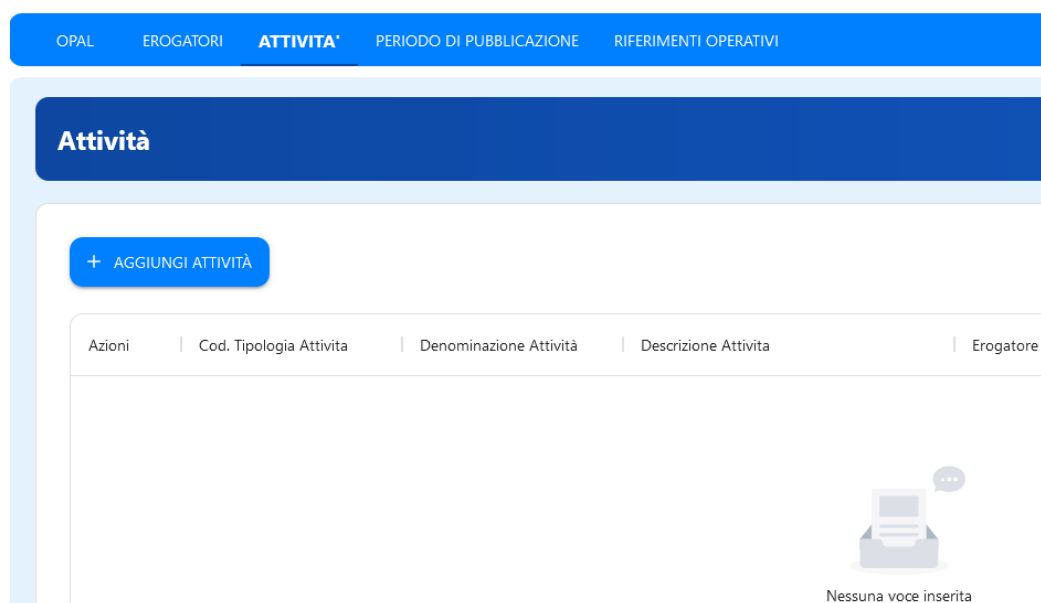 OPAL EROGATORI ATTIVITA' PERIODO DI PUBBLICAZIONE RIFERIMENTI OPERATIVI
Attività
+ AGGIUNGI ATTIVITÀ
Azioni Cod. Tipologia Attivita Denominazione Attività Descrizione Attivita Erogatore
Nessuna voce inserita